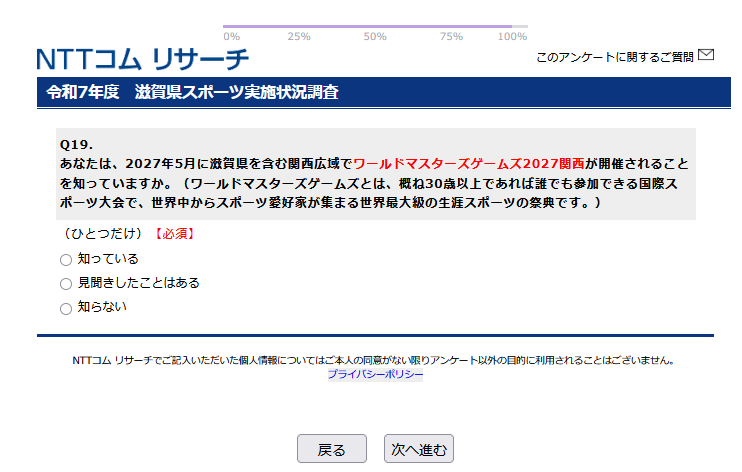 0% 25% 50% 75% 100%
NTTコム リサーチ
このアンケートに関するご質問
令和7年度 滋賀県スポーツ実施状況調査
Q19.
あなたは、2027年5月に滋賀県を含む関西広域でワールドマスターズゲームズ2027関西が開催されること
を知っていますか。（ワールドマスターズゲームズとは、概ね30歳以上であれば誰でも参加できる国際ス
ポーツ大会で、世界中からスポーツ愛好家が集まる世界最大級の生涯スポーツの祭典です。）
（ひとつだけ）【必須】
知っている
見聞きしたことはある
知らない
NTTコム リサーチでご記入いただいた個人情報についてはご本人の同意がない限りアンケート以外の目的に利用されることはございません。
プライバシーポリシー
戻る 次へ進む